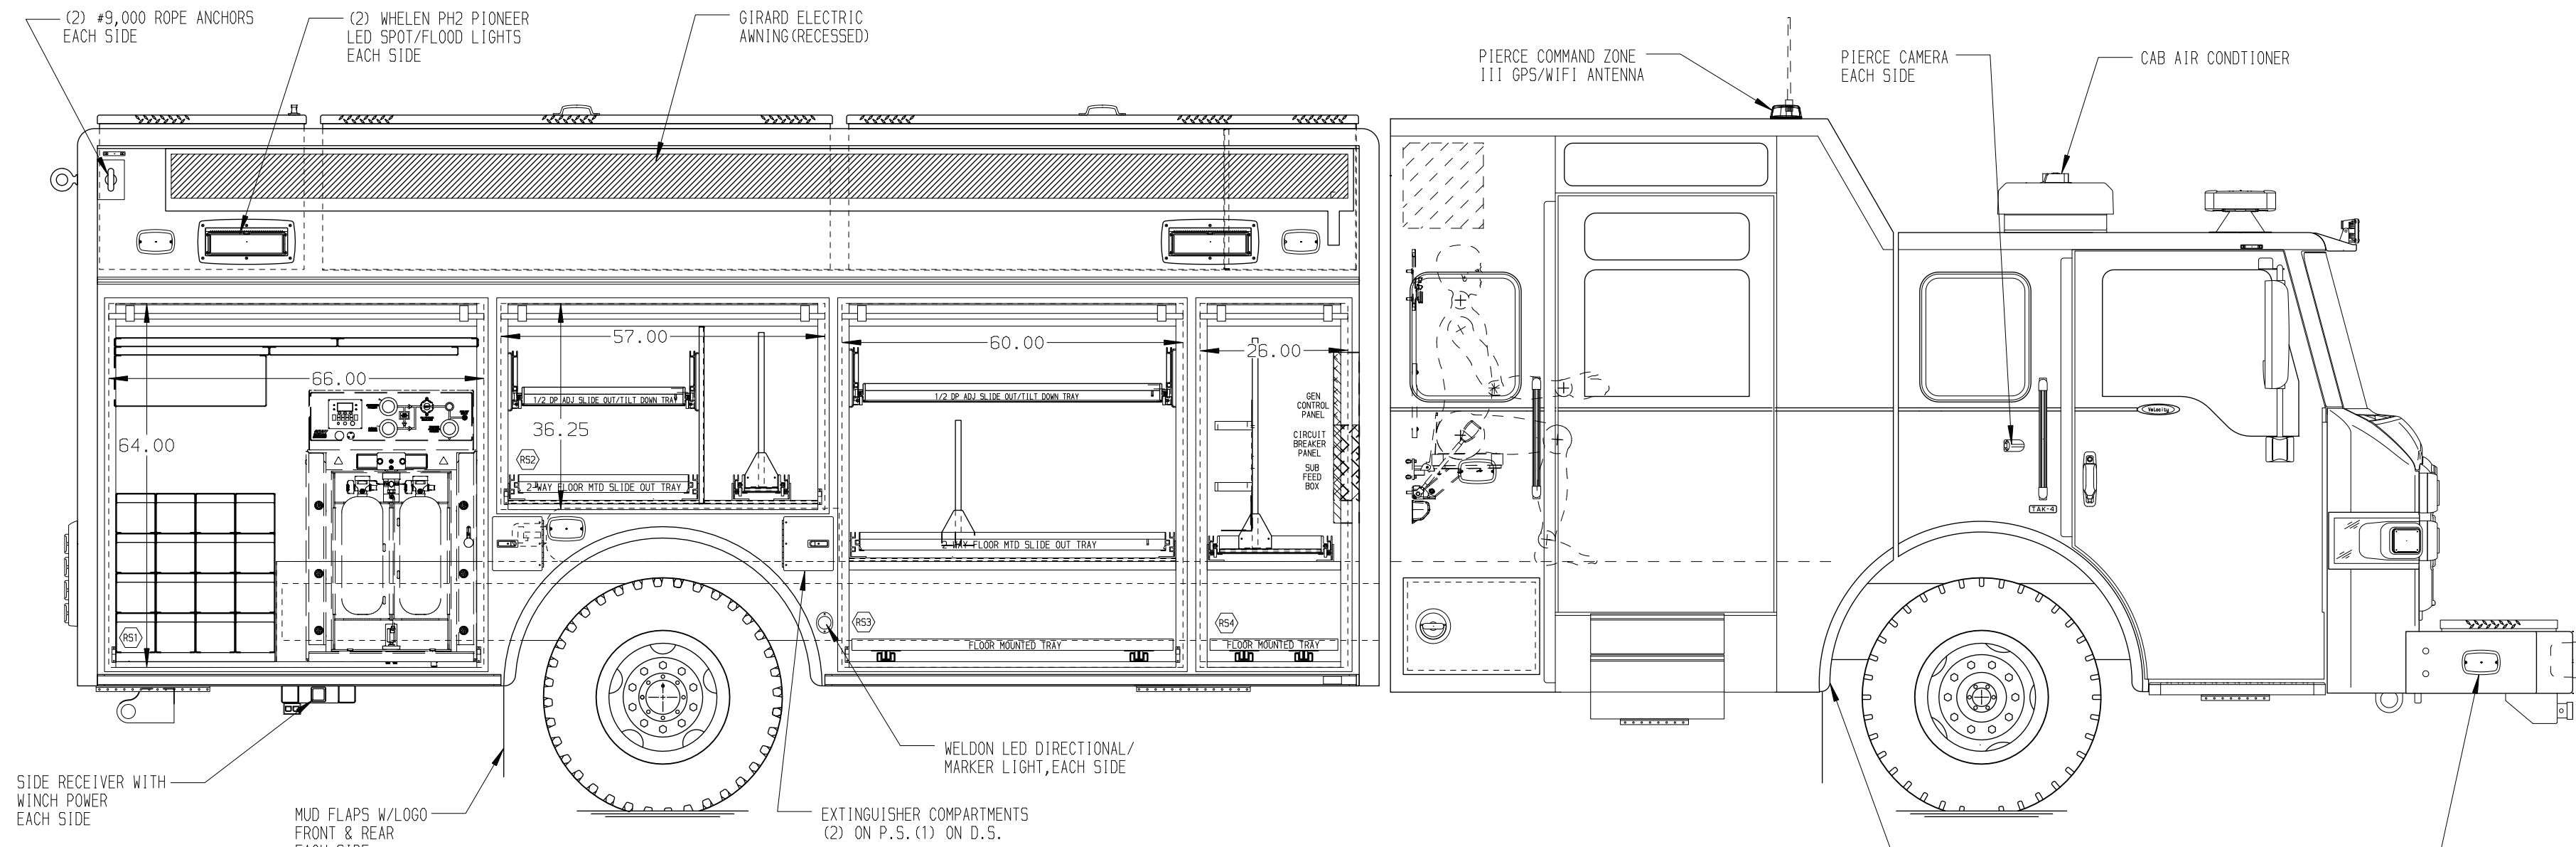 (2) #9,000 ROPE ANCHORS
EACH SIDE
(2) WHELEN PH2 PIONEER
LED SPOT/FLOOD LIGHTS
EACH SIDE
GIRARD ELECTRIC
AWNING(RECESSED)
PIERCE COMMAND ZONE
III GPS/WIFI ANTENNA
PIERCE CAMERA
EACH SIDE
CAB AIR CONDTIONER
57.00
60.00
26.00
66.00
1/2 DP ADJ SLIDE OUT/TILT DOWN TRAY
1/2 DP ADJ SLIDE OUT/TILT DOWN TRAY
GEN
CONTROL
PANEL
CIRCUIT
BREAKER
PANEL
SUB
FEED
BOX
Velocity
36.25
64.00
RS2
2-WAY FLOOR MTD SLIDE OUT TRAY
TAK-4
2-WAY FLOOR MTD SLIDE OUT TRAY
RS1
RS3
RS4
FLOOR MOUNTED TRAY
FLOOR MOUNTED TRAY
WELDON LED DIRECTIONAL/
MARKER LIGHT,EACH SIDE
SIDE RECEIVER WITH
WINCH POWER
EACH SIDE
MUD FLAPS W/LOGO
FRONT & REAR
EACH SIDE
EXTINGUISHER COMPARTMENTS
(2) ON P.S.(1) ON D.S.